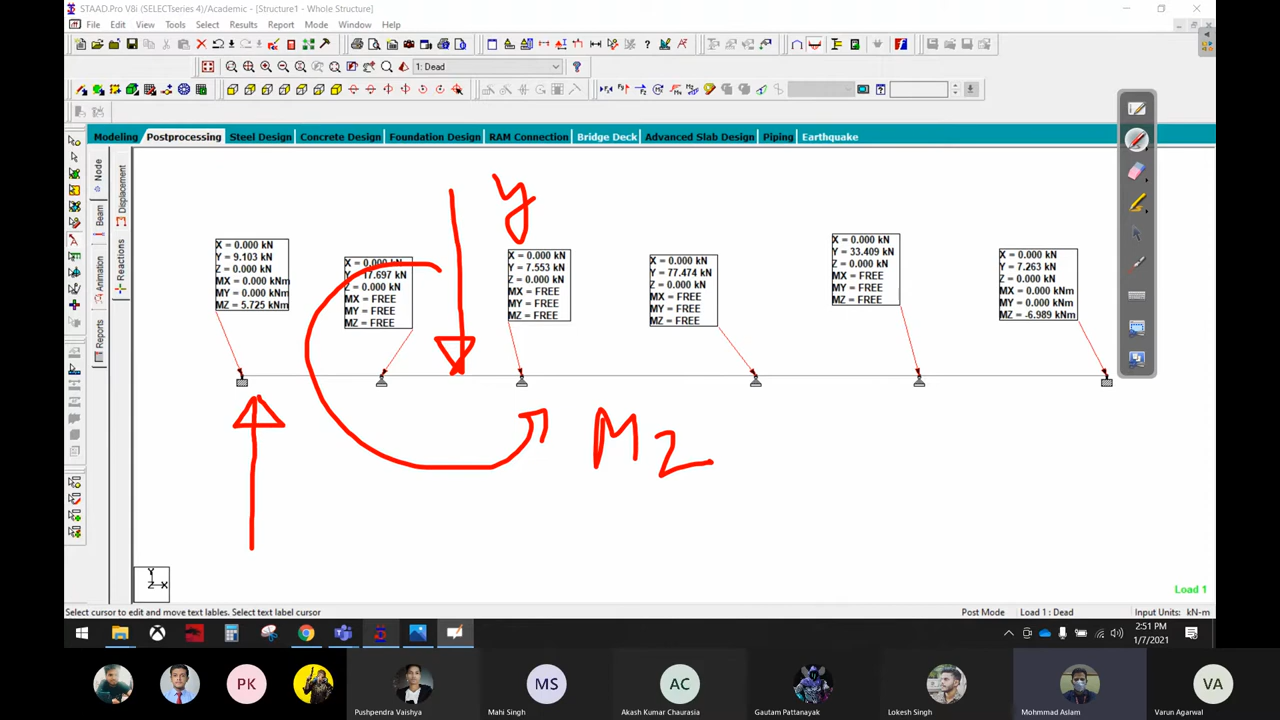 STAAD.Pro V8i (SELECTseries 4)/Academic - [Structure1 - Whole Structure]
File Edit View Tools Select Results Report Mode Window Help
1: Dead
Modeling Postprocessing Steel Design Concrete Design Foundation Design RAM Connection Bridge Deck Advanced Slab Design Piping Earthquake
Node
Beam
Animation
Reports
Displacement
Reactions
X = 0.000 kN
Y = 9.103 kN
Z = 0.000 kN
MX = 0.000 kNm
MY = 0.000 kNm
MZ = 5.725 kNm
X = 0.000 kN
Y = 17.697 kN
Z = 0.000 kN
MX = FREE
MY = FREE
MZ = FREE
y
X = 0.000 kN
Y = 7.553 kN
Z = 0.000 kN
MX = FREE
MY = FREE
MZ = FREE
X = 0.000 kN
Y = 77.474 kN
Z = 0.000 kN
MX = FREE
MY = FREE
MZ = FREE
X = 0.000 kN
Y = 33.409 kN
Z = 0.000 kN
MX = FREE
MY = FREE
MZ = FREE
X = 0.000 kN
Y = 7.263 kN
Z = 0.000 kN
MX = 0.000 kNm
MY = 0.000 kNm
MZ = -6.989 kNm
Mz
Y
Z X
Load 1
Select cursor to edit and move text lables. Select text label cursor Post Mode Load 1 : Dead Input Units: kN-m
2:51 PM
1/7/2021
PK MS AC VA
Pushpendra Vaishya Mahi Singh Akash Kumar Chaurasia Gautam Pattanayak Lokesh Singh Mohmmad Aslam Varun Agarwal